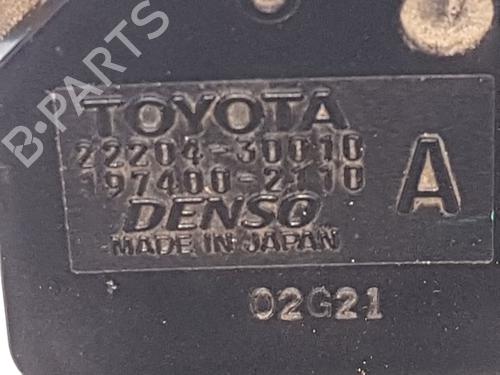 B-PARTS
TOYOTA
22204-30010
197400-2110
A
DENSO
MADE IN JAPAN
02G21